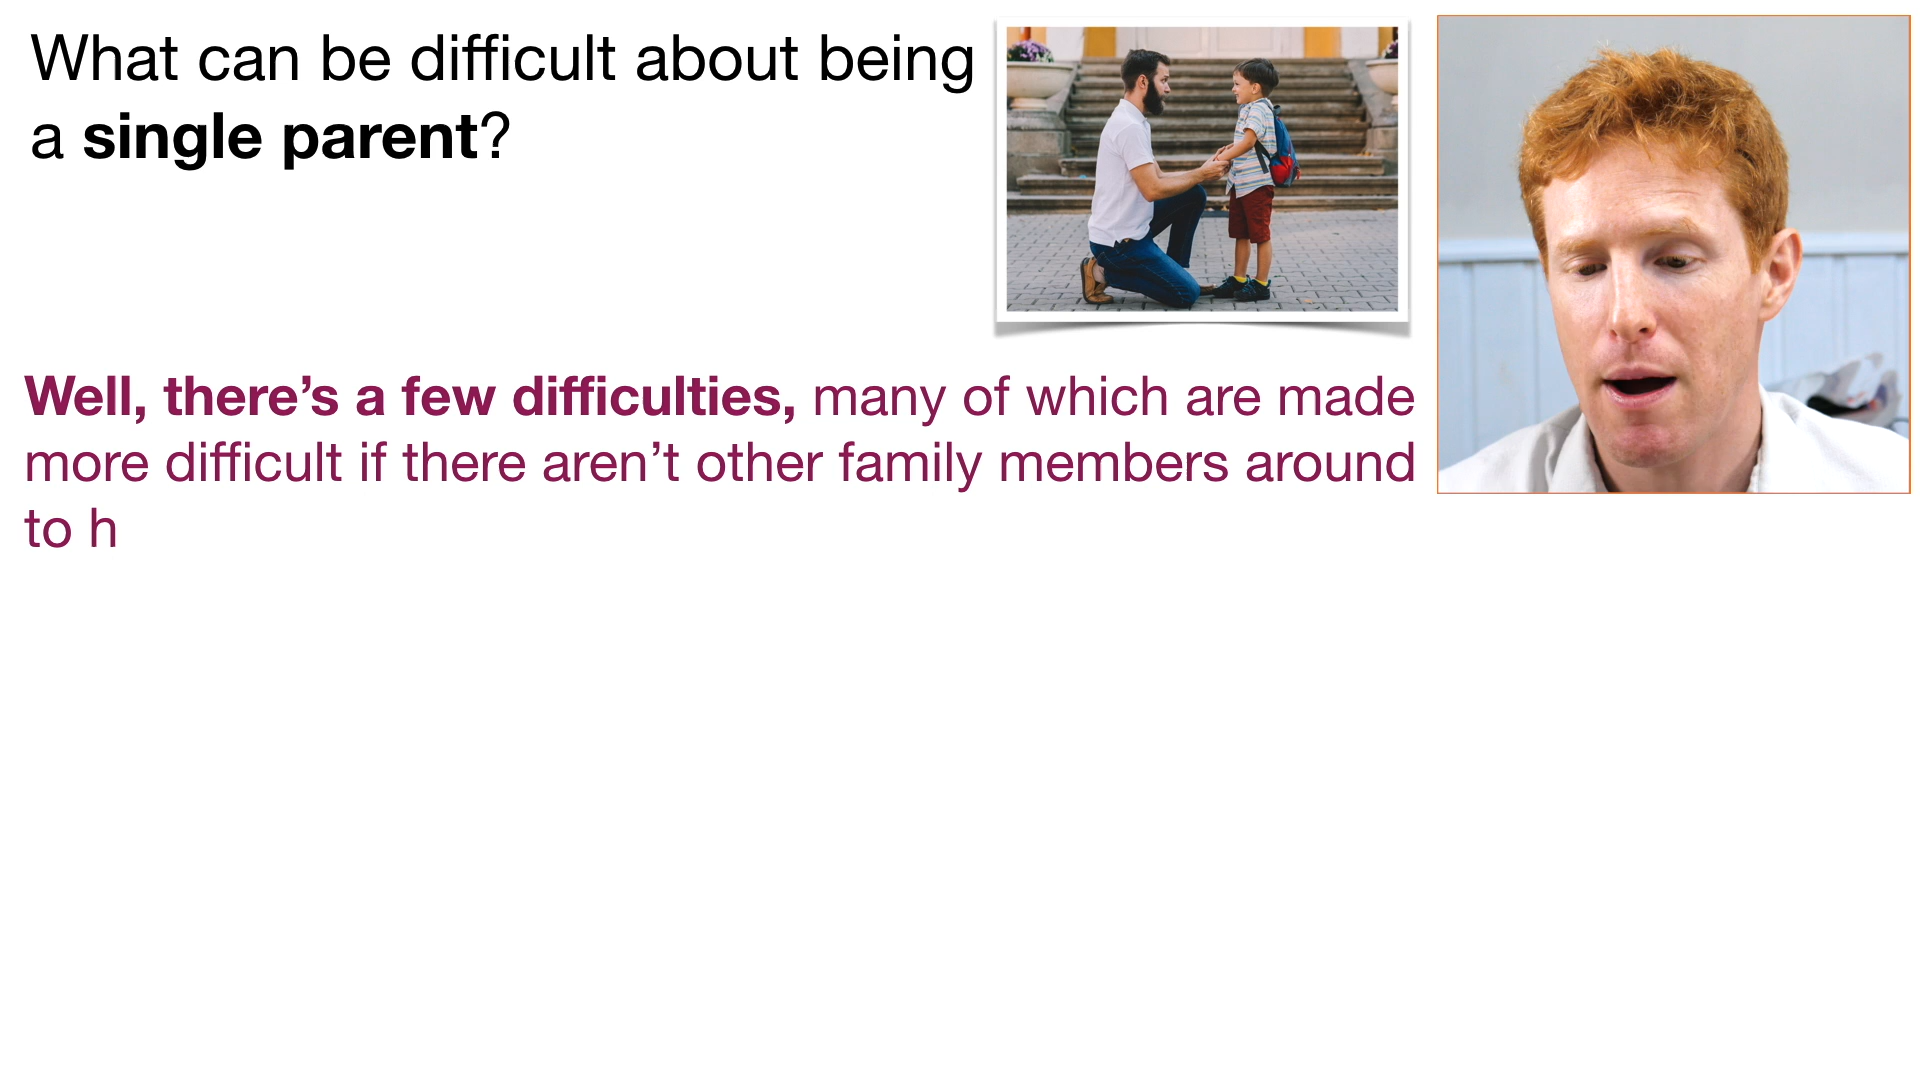 What can be difficult about being
a single parent?
Well, there’s a few difficulties, many of which are made
more difficult if there aren’t other family members around
to h